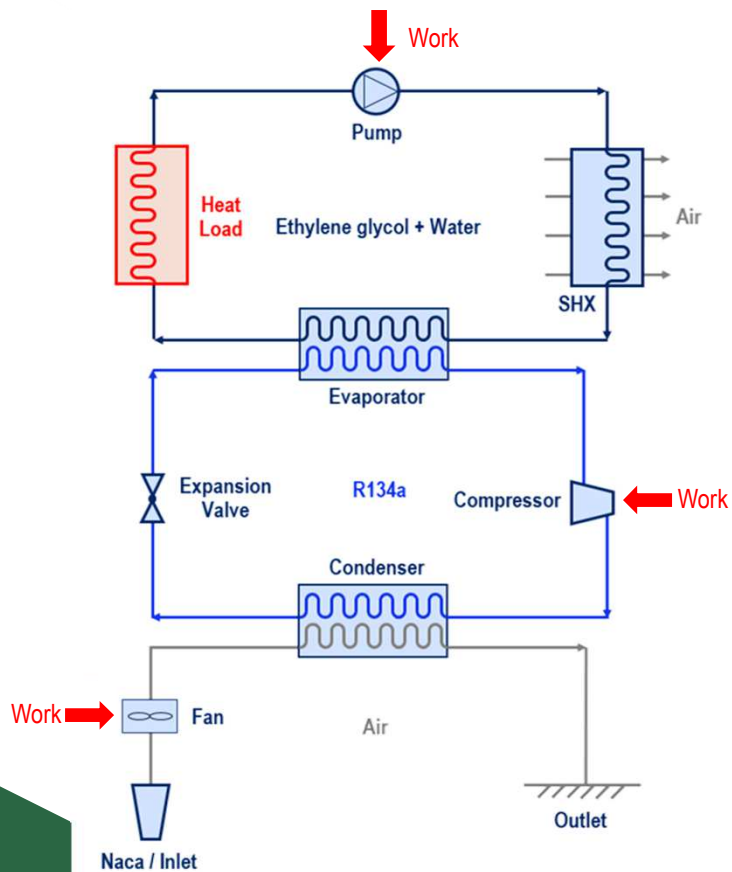 Work
Pump
Heat
Load
Ethylene glycol + Water
Air
SHX
Evaporator
Expansion
Valve
R134a
Compressor
Work
Condenser
Work
Fan
Air
Outlet
Naca / Inlet